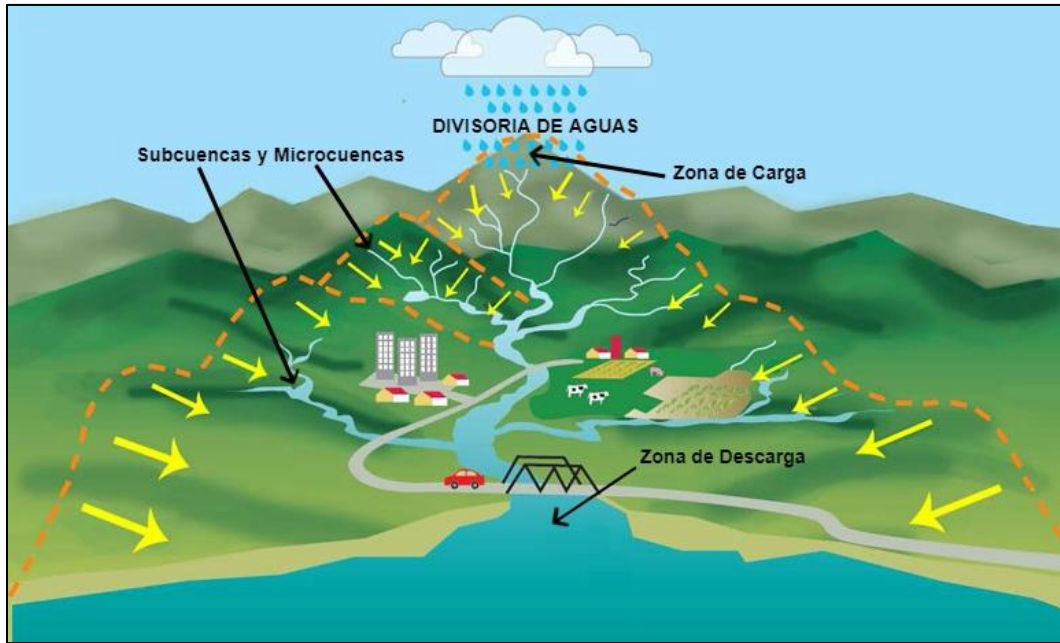 DIVISORIA DE AGUAS
Subcuencas y Microcuencas
Zona de Carga
Zona de Descarga